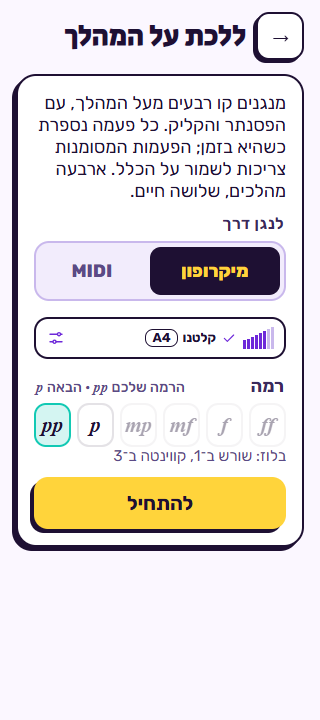 ללכת על המהלך
→
מנגנים קו רבעים מעל המהלך, עם
הפסנתר והקליק. כל פעמה נספרת
כשהיא בזמן; הפעמות המסומנות
צריכות לשמור על הכלל. ארבעה
מהלכים, שלושה חיים.
לנגן דרך
מיקרופון
MIDI
קלטנו A4
רמה
הרמה שלכם pp • הבאה p
ff f mf mp p pp
בלוז: שורש ב־1, קווינטה ב־3
להתחיל